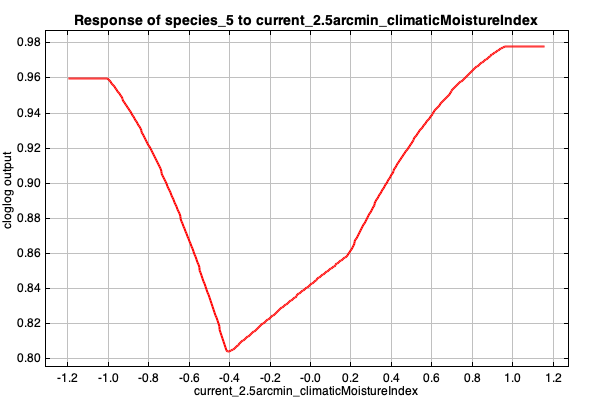 Response of species_5 to current_2.5arcmin_climaticMoistureIndex
0.98
0.96
0.94
0.92
0.90
0.88
0.86
0.84
0.82
0.80
cloglog output
-1.2 -1.0 -0.8 -0.6 -0.4 -0.2 -0.0 0.2 0.4 0.6 0.8 1.0 1.2
current_2.5arcmin_climaticMoistureIndex